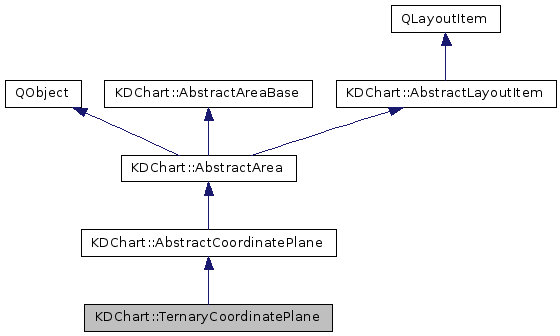 QLayoutItem
QObject
KDChart::AbstractAreaBase
KDChart::AbstractLayoutItem
KDChart::AbstractArea
KDChart::AbstractCoordinatePlane
KDChart::TernaryCoordinatePlane